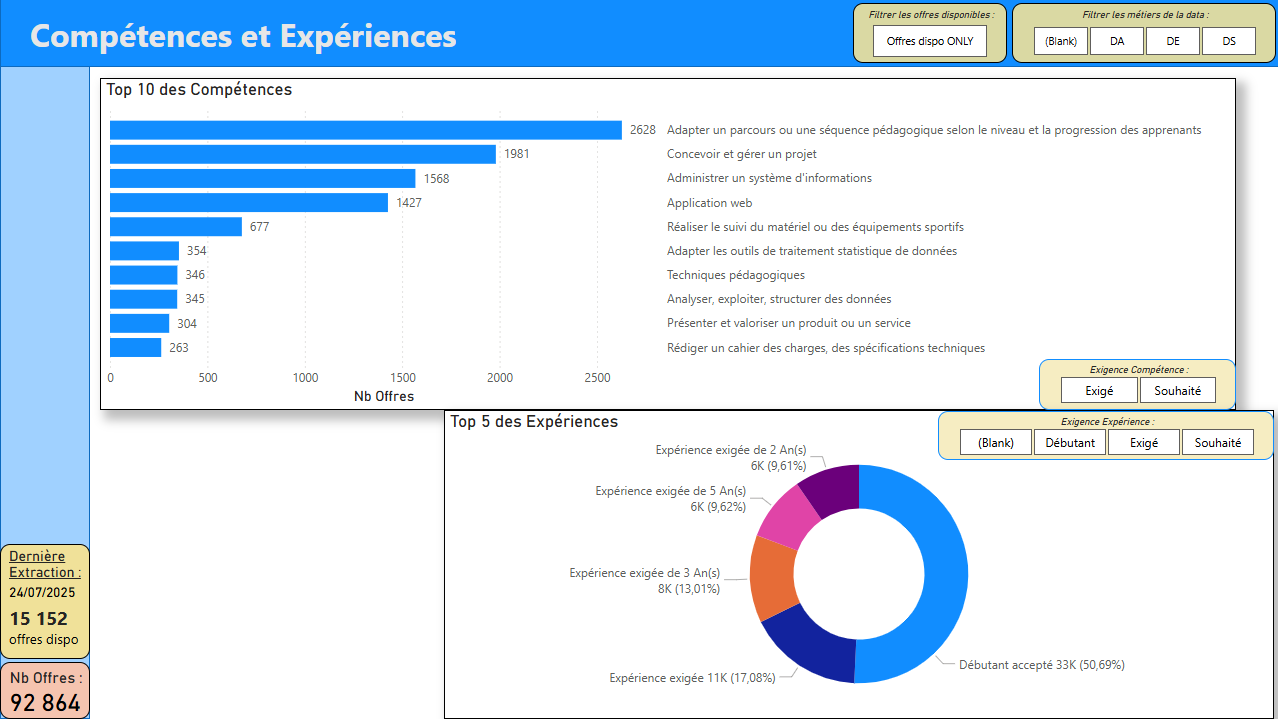 Compétences et Expériences
Filtrer les offres disponibles :
Offres dispo ONLY
Filtrer les métiers de la data :
(Blank) DA DE DS
Top 10 des Compétences
2628 Adapter un parcours ou une séquence pédagogique selon le niveau et la progression des apprenants
1981 Concevoir et gérer un projet
1568 Administrer un système d'informations
1427 Application web
677 Réaliser le suivi du matériel ou des équipements sportifs
354 Adapter les outils de traitement statistique de données
346 Techniques pédagogiques
345 Analyser, exploiter, structurer des données
304 Présenter et valoriser un produit ou un service
263 Rédiger un cahier des charges, des spécifications techniques
0 500 1000 1500 2000 2500
Nb Offres
Exigence Compétence :
Exigé Souhaité
Top 5 des Expériences
Exigence Expérience :
(Blank) Débutant Exigé Souhaité
Expérience exigée de 2 An(s)
6K (9,61%)
Expérience exigée de 5 An(s)
6K (9,62%)
Expérience exigée de 3 An(s)
8K (13,01%)
Expérience exigée 11K (17,08%)
Débutant accepté 33K (50,69%)
Dernière
Extraction :
24/07/2025
15 152
offres dispo
Nb Offres :
92 864